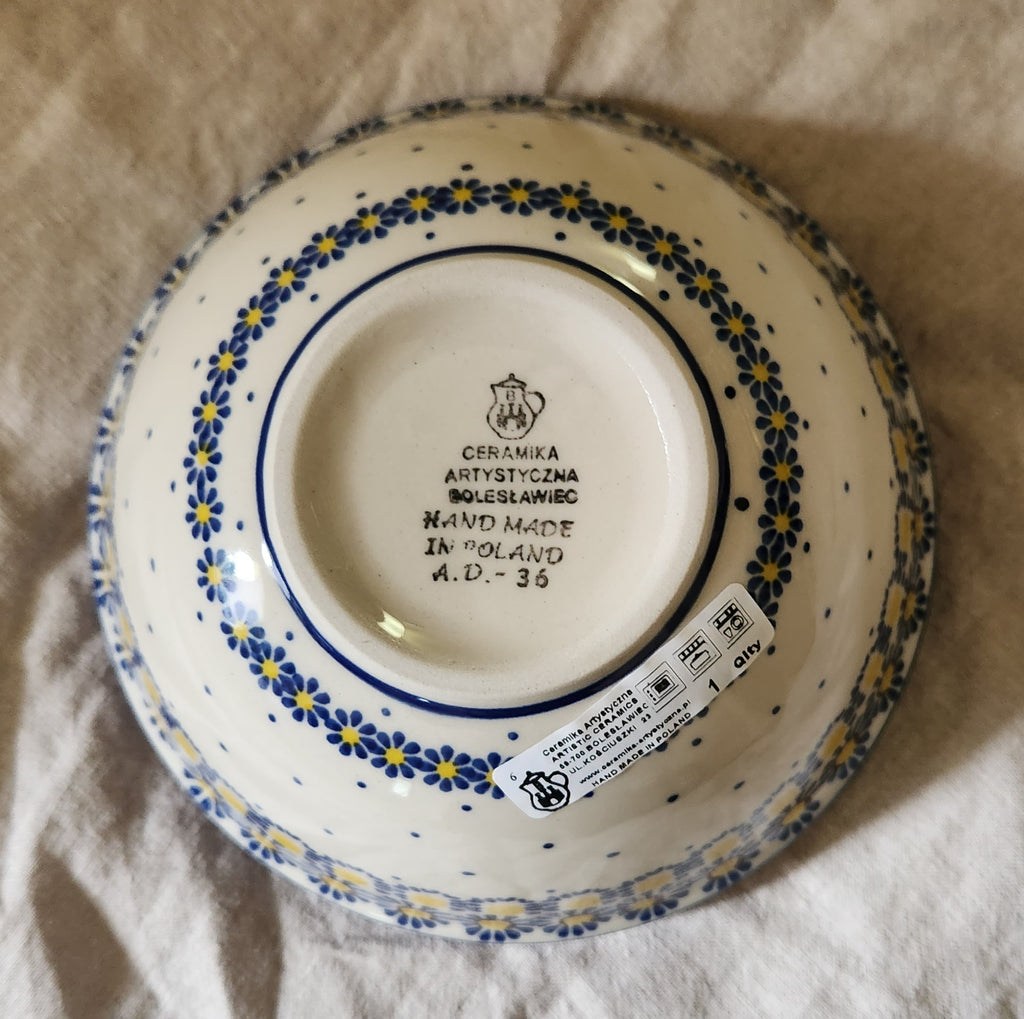 B
CERAMIKA
ARTYSTYCZNA
BOLESŁAWIEC
HAND MADE
IN POLAND
A.D.- 36
6
Ceramika Artystyczna
ARTISTIC CERAMICS
59-700 BOLESŁAWIEC
UL.KOŚCIUSZKI 23
www.ceramika-artystyczna.pl
HAND MADE IN POLAND
1 Qlty